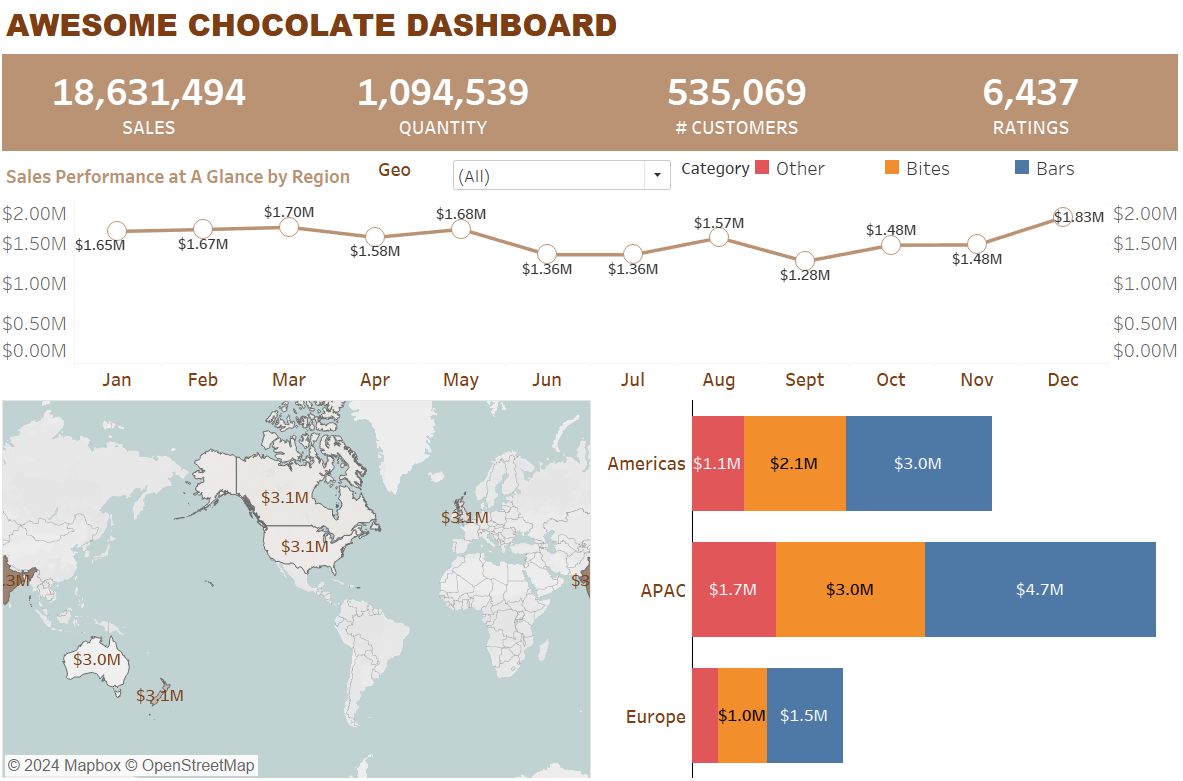 AWESOME CHOCOLATE DASHBOARD
18,631,494 1,094,539 535,069 6,437
SALES QUANTITY # CUSTOMERS RATINGS
Sales Performance at A Glance by Region Geo (All) Category Other Bites Bars
$2.00M $1.70M $1.68M $1.57M $1.83M $2.00M
$1.50M $1.65M $1.67M $1.58M $1.36M $1.36M $1.28M $1.48M $1.48M $1.50M
$1.00M $1.00M
$0.50M $0.50M
$0.00M $0.00M
Jan Feb Mar Apr May Jun Jul Aug Sept Oct Nov Dec
$3.1M
$3.1M
$3.1M
.3M $3
$3.0M
$3.1M
© 2024 Mapbox © OpenStreetMap
Americas $1.1M $2.1M $3.0M
APAC $1.7M $3.0M $4.7M
Europe $1.0M $1.5M